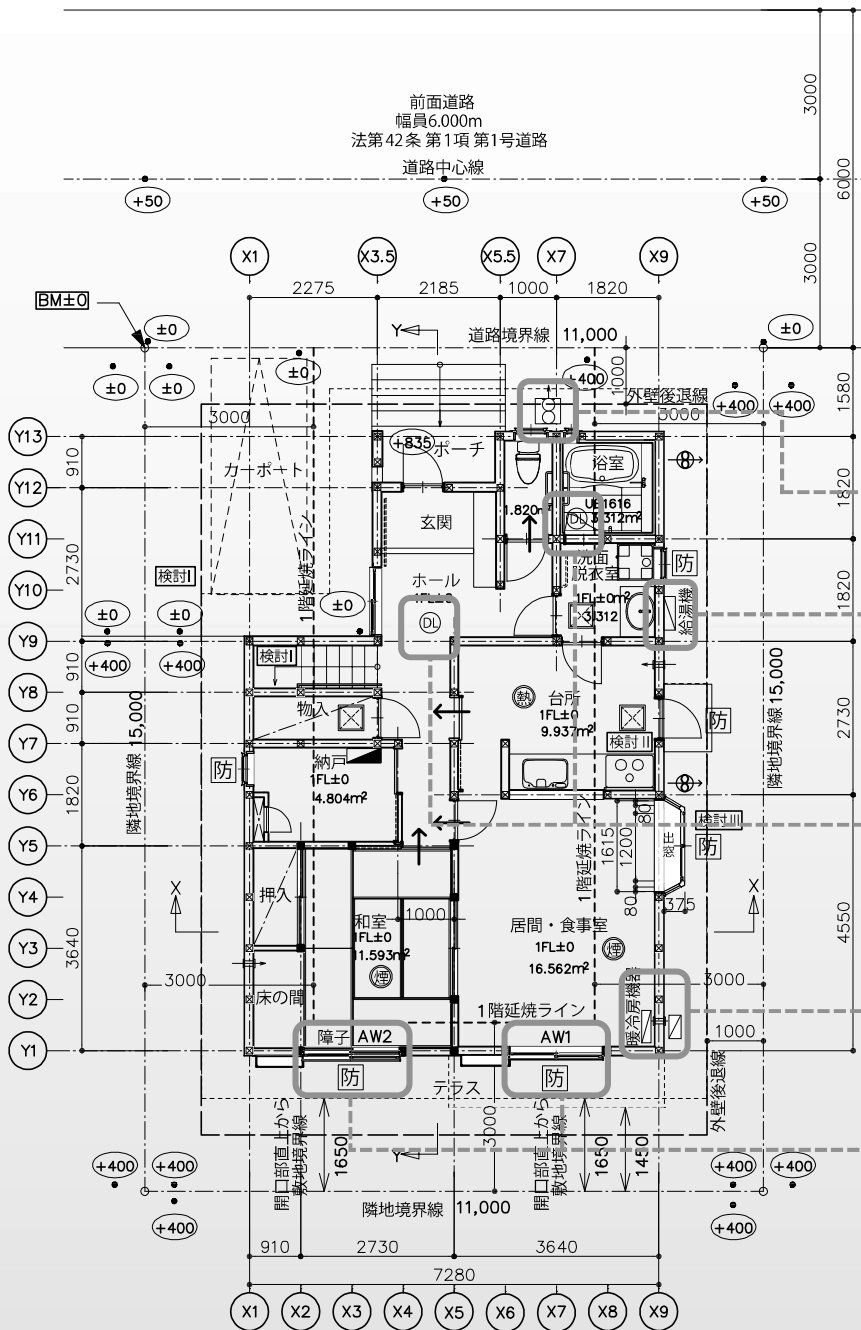 前面道路
幅員6.000m
法第42条 第1項 第1号道路
道路中心線
3000
6000
3000
+50
+50
+50
X1
X3.5
X5.5
X7
X9
2275
2185
1000
1820
BM±0
±0
Y
道路境界線 11,000
±0
±0
±0
±0
+400
1000
外壁後退線
+400
+400
1580
3000
3000
Y13
+835
ポーチ
浴室
910
カーポート
Y12
1.820m²
UB1616
3.312m²
1820
玄関
Y11
DL
洗面
脱衣室
防
2730
Y10
検討I
1階延焼ライン
ホール
1FL±0
1FL±0
3.312
給湯機
1820
±0
±0
±0
DL
Y9
+400
+400
検討I
910
Y8
熱
台所
物入
1FL±0
9.937m²
防
2730
910
隣地境界線 15,000
隣地境界線 15,000
Y7
検討II
防
納戸
1FL±0
4.804m²
1820
Y6
80
検討III
1階延焼ライン
1615
1200
出窓
防
Y5
80
375
押入
Y4
X
X
和室
1000
居間・食事室
4550
3640
1FL±0
11.593m²
1FL±0
16.562m²
Y3
煙
煙
3000
3000
Y2
床の間
1階延焼ライン
暖冷房機器
1000
Y1
障子
AW2
AW1
防
防
テラス
外壁後退線
開口部直上から
敷地境界線
1650
3000
開口部直上から
敷地境界線
1650
1450
+400
+400
Y
+400
+400
+400
隣地境界線 11,000
+400
910
2730
3640
7280
X1
X2
X3
X4
X5
X6
X7
X8
X9